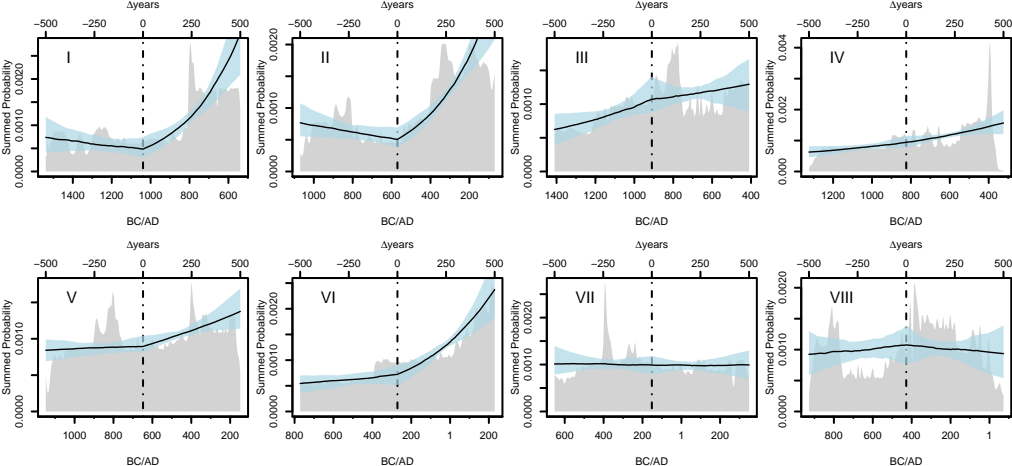 Δyears Δyears Δyears Δyears
−500 −250 0 250 500 −500 −250 0 250 500 −500 −250 0 250 500 −500 −250 0 250 500
I II III IV
Summed Probability Summed Probability Summed Probability Summed Probability
0.0000 0.0010 0.0020 0.0000 0.0010 0.0020 0.0000 0.0010 0.000 0.002 0.004
1400 1200 1000 800 600 1000 800 600 400 200 1400 1200 1000 800 600 400 1200 1000 800 600 400
BC/AD BC/AD BC/AD BC/AD
Δyears Δyears Δyears Δyears
−500 −250 0 250 500 −500 −250 0 250 500 −500 −250 0 250 500 −500 −250 0 250 500
V VI VII VIII
Summed Probability Summed Probability Summed Probability Summed Probability
0.0000 0.0010 0.0000 0.0010 0.0020 0.0000 0.0010 0.0020 0.0000 0.0010 0.0020
1000 800 600 400 200 800 600 400 200 1 200 600 400 200 1 200 800 600 400 200 1
BC/AD BC/AD BC/AD BC/AD